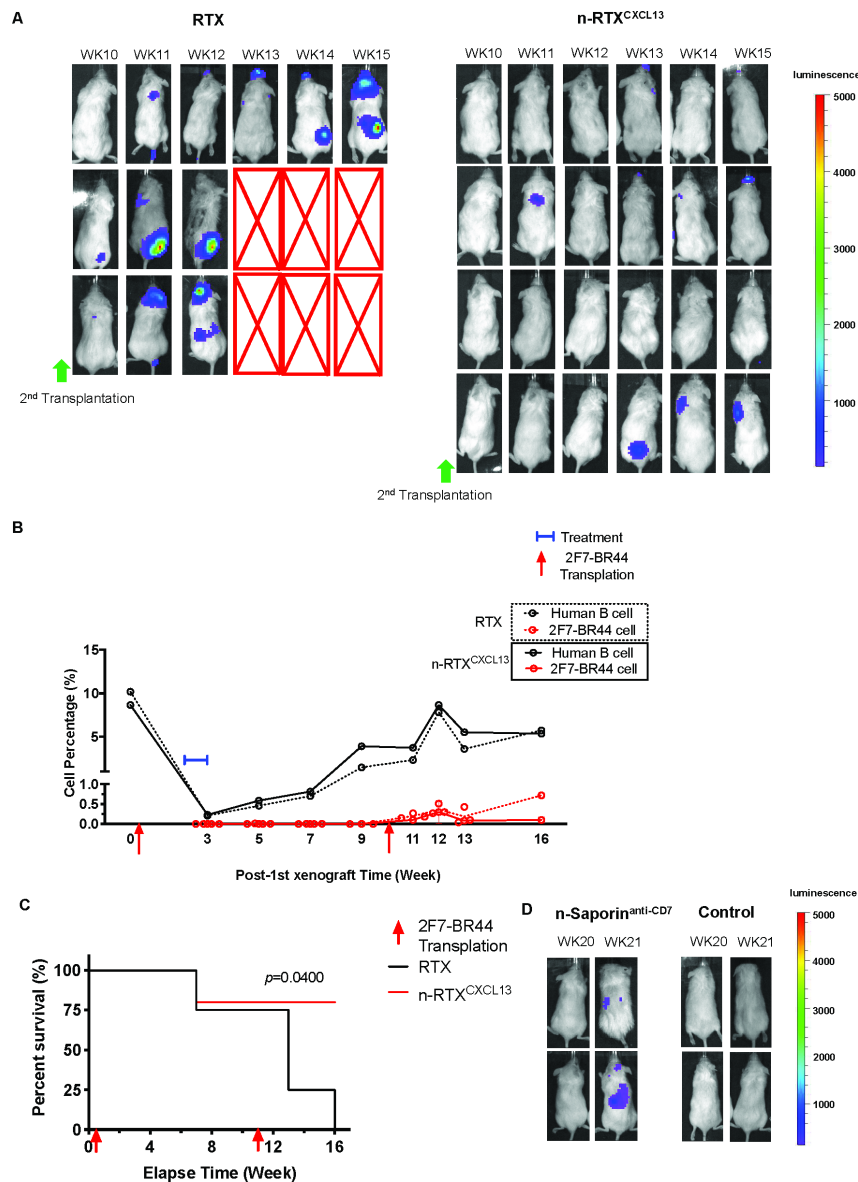 A
RTX
n-RTXCXCL13
WK10 WK11 WK12 WK13 WK14 WK15
WK10 WK11 WK12 WK13 WK14 WK15
luminescence
5000
4000
3000
2000
1000
2nd Transplantation
2nd Transplantation
B
Treatment
2F7-BR44
Transplation
RTX
Human B cell
2F7-BR44 cell
n-RTXCXCL13
Human B cell
2F7-BR44 cell
Cell Percentage (%)
15
10
5
1.0
0.5
0.0
0 3 5 7 9 11 12 13 16
Post-1st xenograft Time (Week)
C
2F7-BR44
Transplation
RTX
n-RTXCXCL13
p=0.0400
Percent survival (%)
100
75
50
25
0
0 4 8 12 16
Elapse Time (Week)
D
n-Saporinanti-CD7
Control
WK20 WK21
WK20 WK21
luminescence
5000
4000
3000
2000
1000